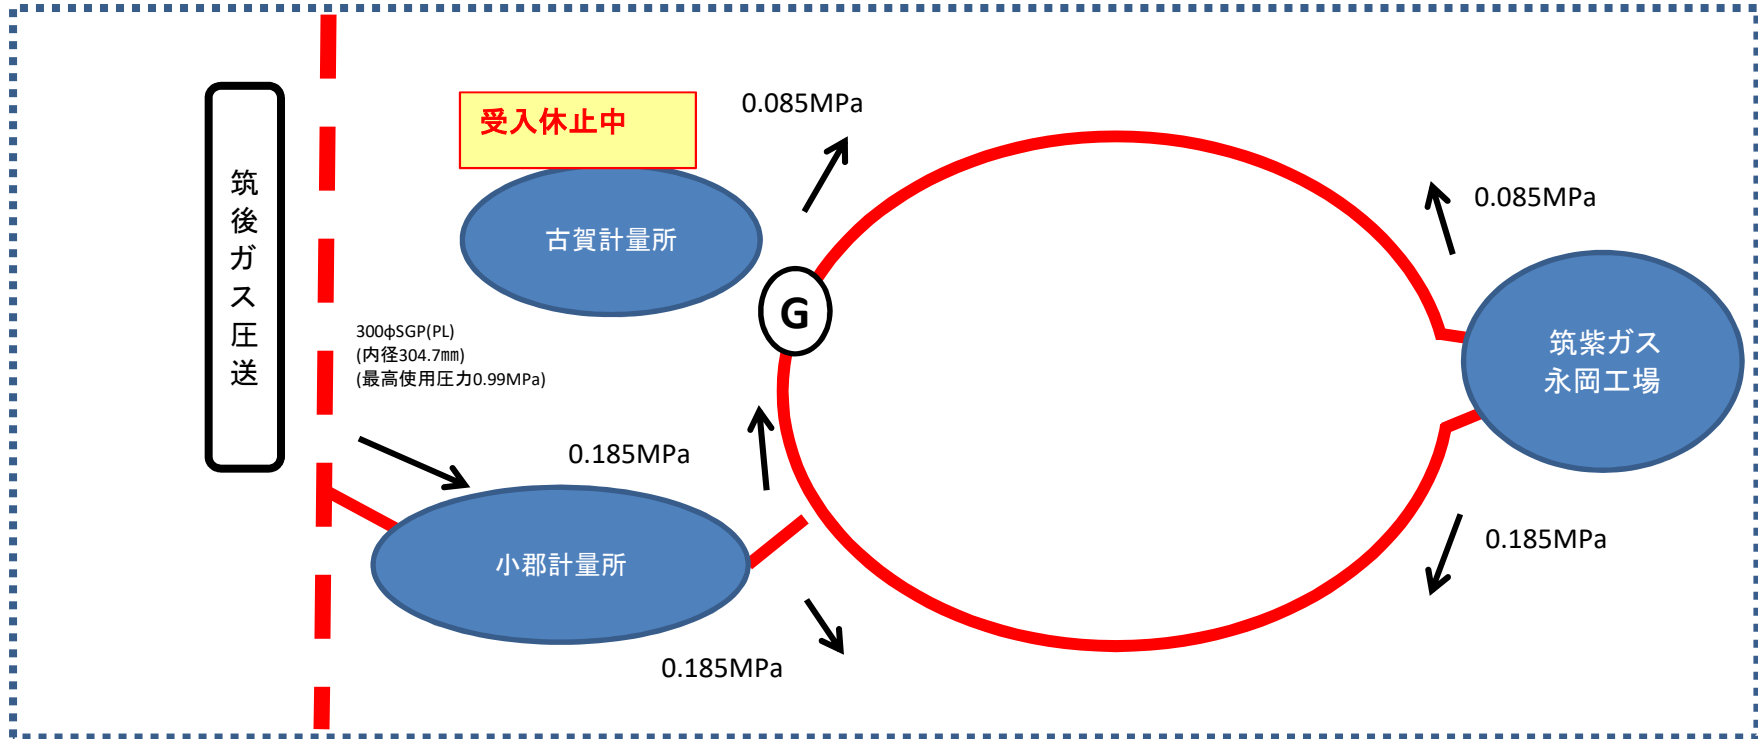 筑後ガス圧送
受入休止中
0.085MPa
古賀計量所
G
0.085MPa
筑紫ガス
永岡工場
300φSGP(PL)
(内径304.7㎜)
(最高使用圧力0.99MPa)
0.185MPa
小郡計量所
0.185MPa
0.185MPa